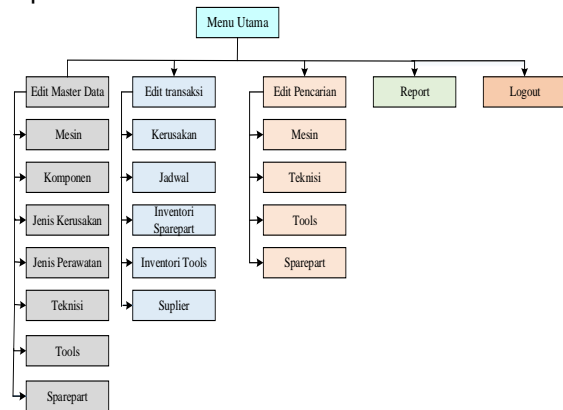 Menu Utama
Edit Master Data
Edit transaksi
Edit Pencarian
Report
Logout
Mesin
Kerusakan
Mesin
Komponen
Jadwal
Teknisi
Jenis Kerusakan
Inventori
Sparepart
Tools
Jenis Perawatan
Inventori Tools
Sparepart
Teknisi
Suplier
Tools
Sparepart